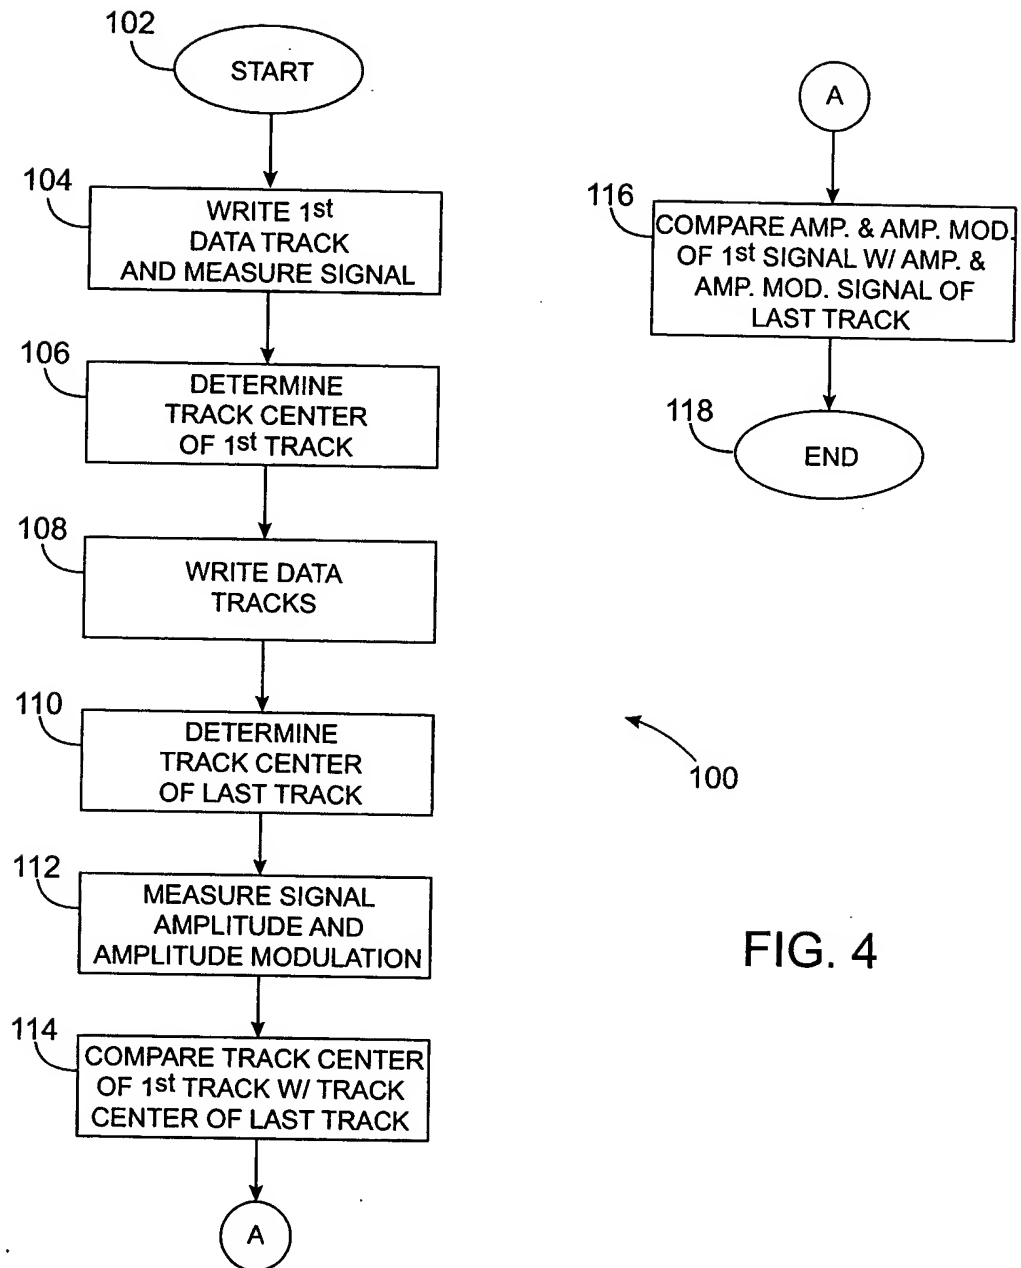 102
START
104
WRITE 1st
DATA TRACK
AND MEASURE SIGNAL
106
DETERMINE
TRACK CENTER
OF 1st TRACK
108
WRITE DATA
TRACKS
110
DETERMINE
TRACK CENTER
OF LAST TRACK
112
MEASURE SIGNAL
AMPLITUDE AND
AMPLITUDE MODULATION
114
COMPARE TRACK CENTER
OF 1st TRACK W/ TRACK
CENTER OF LAST TRACK
A
A
116
COMPARE AMP. & AMP. MOD.
OF 1st SIGNAL W/ AMP. &
AMP. MOD. SIGNAL OF
LAST TRACK
118
END
100
FIG. 4